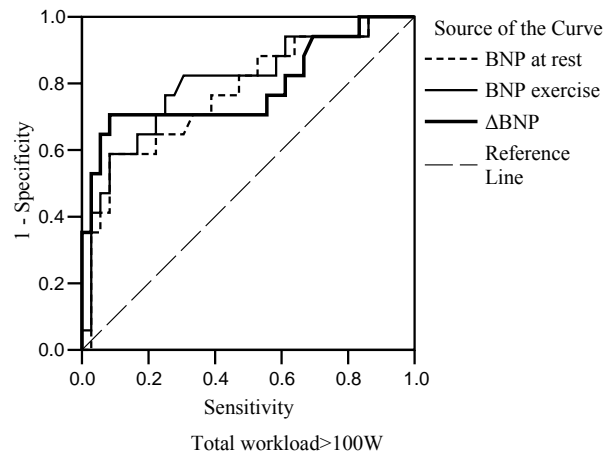 Source of the Curve
BNP at rest
BNP exercise
ΔBNP
Reference
Line
1 - Specificity
1.0
0.8
0.6
0.4
0.2
0.0
0.0 0.2 0.4 0.6 0.8 1.0
Sensitivity
Total workload>100W